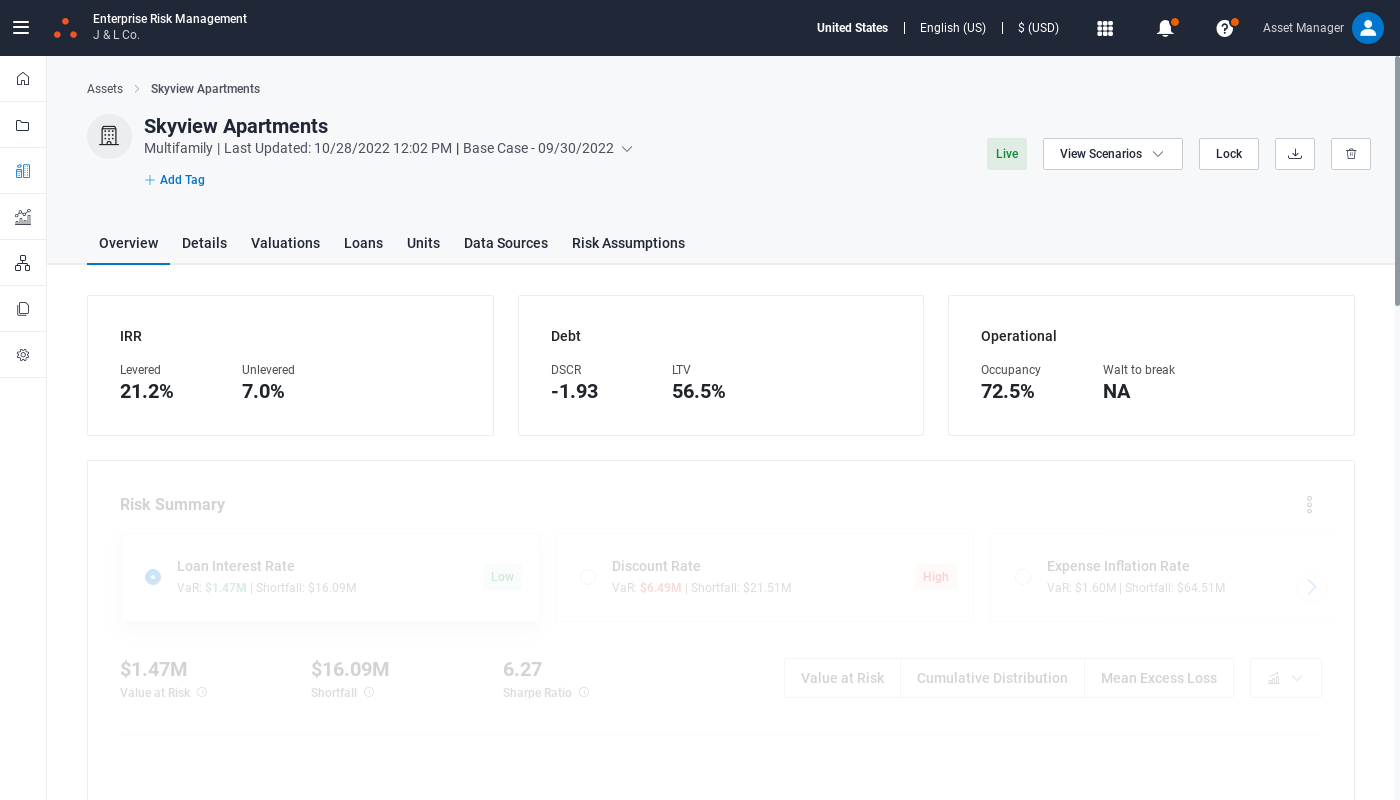 Enterprise Risk Management
J & L Co.
United States | English (US) | $ (USD)
Asset Manager
Assets > Skyview Apartments
Skyview Apartments
Multifamily | Last Updated: 10/28/2022 12:02 PM | Base Case - 09/30/2022
+ Add Tag
Live
View Scenarios
Lock
Overview
Details
Valuations
Loans
Units
Data Sources
Risk Assumptions
IRR
Levered
21.2%
Unlevered
7.0%
Debt
DSCR
-1.93
LTV
56.5%
Operational
Occupancy
72.5%
Walt to break
NA
Risk Summary
Loan Interest Rate
VaR: $1.47M | Shortfall: $16.09M
Low
Discount Rate
VaR: $6.49M | Shortfall: $21.51M
High
Expense Inflation Rate
VaR: $1.60M | Shortfall: $64.51M
$1.47M
Value at Risk
$16.09M
Shortfall
6.27
Sharpe Ratio
Value at Risk
Cumulative Distribution
Mean Excess Loss